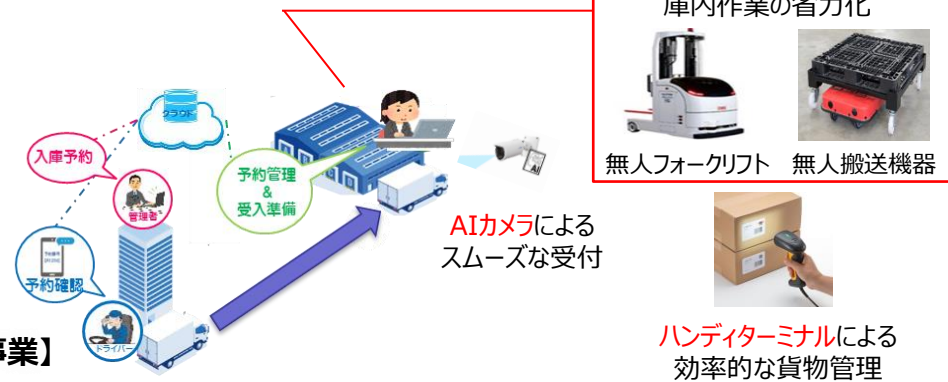 庫内作業の省力化
無人フォークリフト 無人搬送機器
クラウド
入庫予約
管理者
予約管理
&
受入準備
予約確認
ドライバー
AI
AIカメラによる
スムーズな受付
ハンディターミナルによる
効率的な貨物管理
事業】